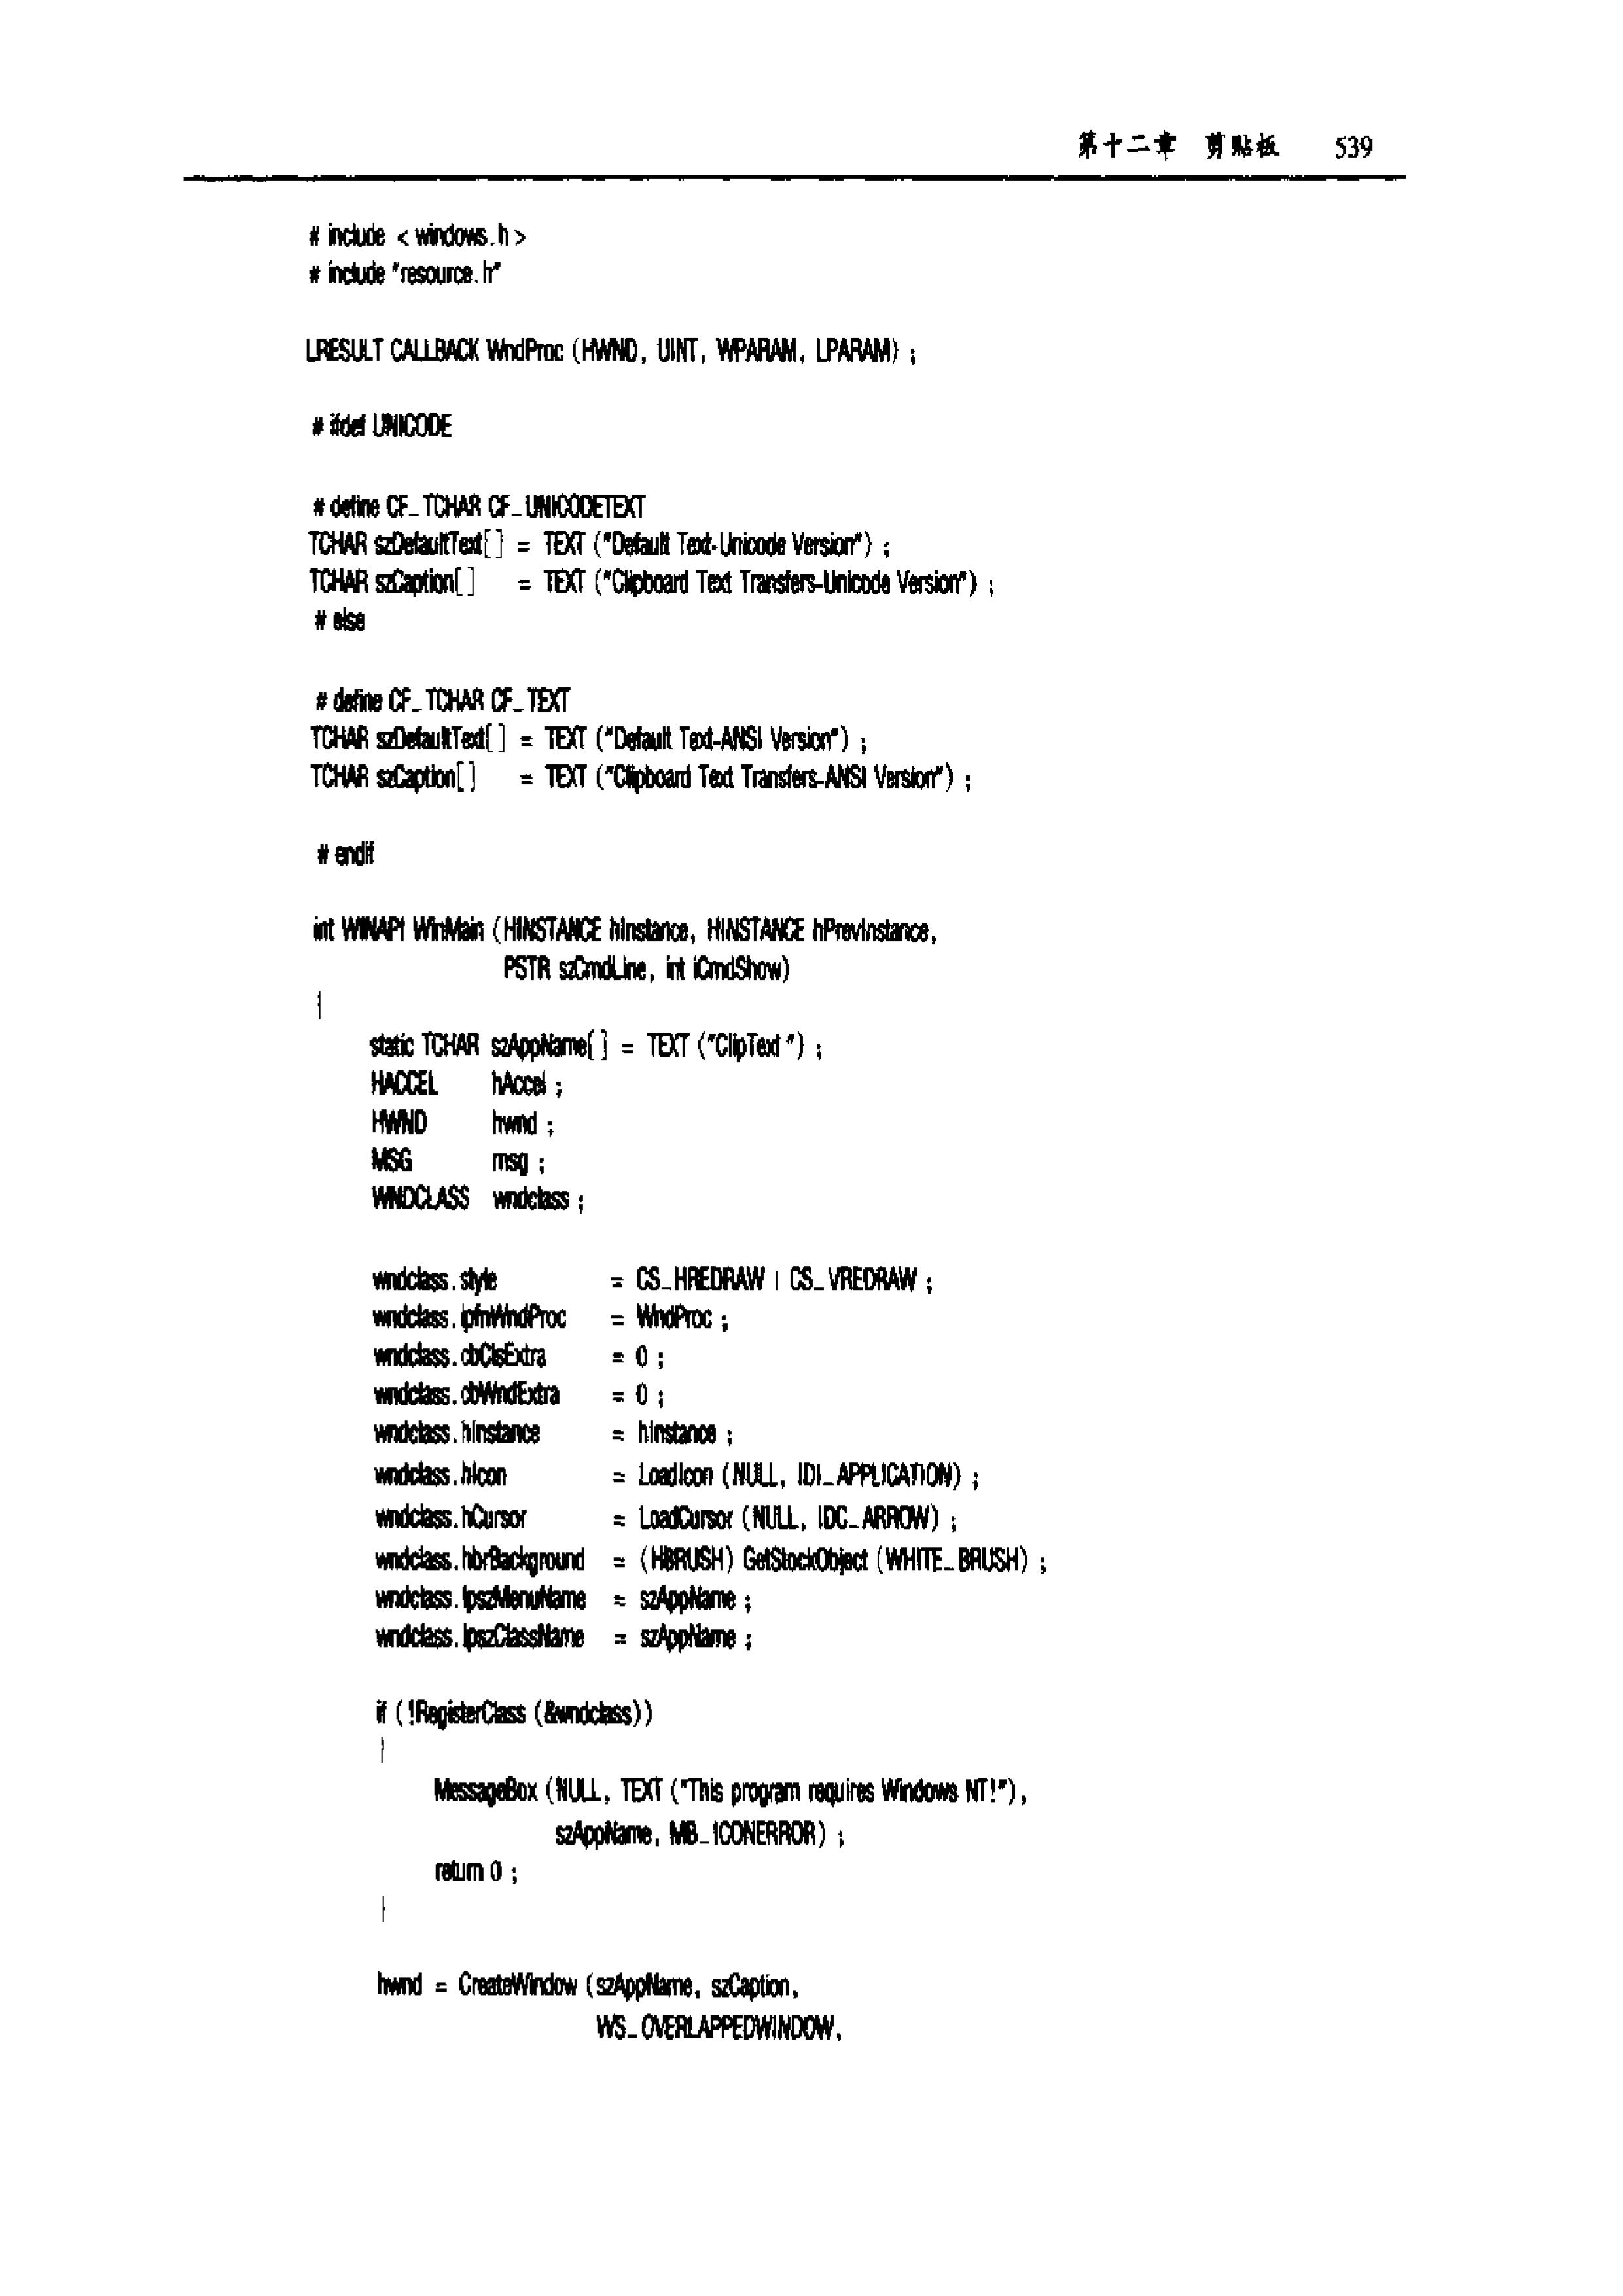 第十二章 剪贴板 539
# include <windows.h>
# include "resource.h"
LRESULT CALLBACK WndProc (HWND, UINT, WPARAM, LPARAM) ;
# ifdef UNICODE
# define CF_TCHAR CF_UNICODETEXT
TCHAR szDefaultText[] = TEXT ("Default Text-Unicode Version") ;
TCHAR szCaption[] = TEXT ("Clipboard Text Transfers-Unicode Version") ;
# else
# define CF_TCHAR CF_TEXT
TCHAR szDefaultText[] = TEXT ("Default Text-ANSI Version") ;
TCHAR szCaption[] = TEXT ("Clipboard Text Transfers-ANSI Version") ;
# endif
int WINAPI WinMain (HINSTANCE hInstance, HINSTANCE hPrevInstance,
PSTR szCmdLine, int iCmdShow)
{
static TCHAR szAppName[] = TEXT ("ClipText") ;
HACCEL hAccel ;
HWND hwnd ;
MSG msg ;
WNDCLASS wndclass ;
wndclass.style = CS_HREDRAW | CS_VREDRAW ;
wndclass.lpfnWndProc = WndProc ;
wndclass.cbClsExtra = 0 ;
wndclass.cbWndExtra = 0 ;
wndclass.hInstance = hInstance ;
wndclass.hIcon = LoadIcon (NULL, IDI_APPLICATION) ;
wndclass.hCursor = LoadCursor (NULL, IDC_ARROW) ;
wndclass.hbrBackground = (HBRUSH) GetStockObject (WHITE_BRUSH) ;
wndclass.lpszMenuName = szAppName ;
wndclass.lpszClassName = szAppName ;
if (!RegisterClass (&wndclass))
{
MessageBox (NULL, TEXT ("This program requires Windows NT!"),
szAppName, MB_ICONERROR) ;
return 0 ;
}
hwnd = CreateWindow (szAppName, szCaption,
WS_OVERLAPPEDWINDOW,